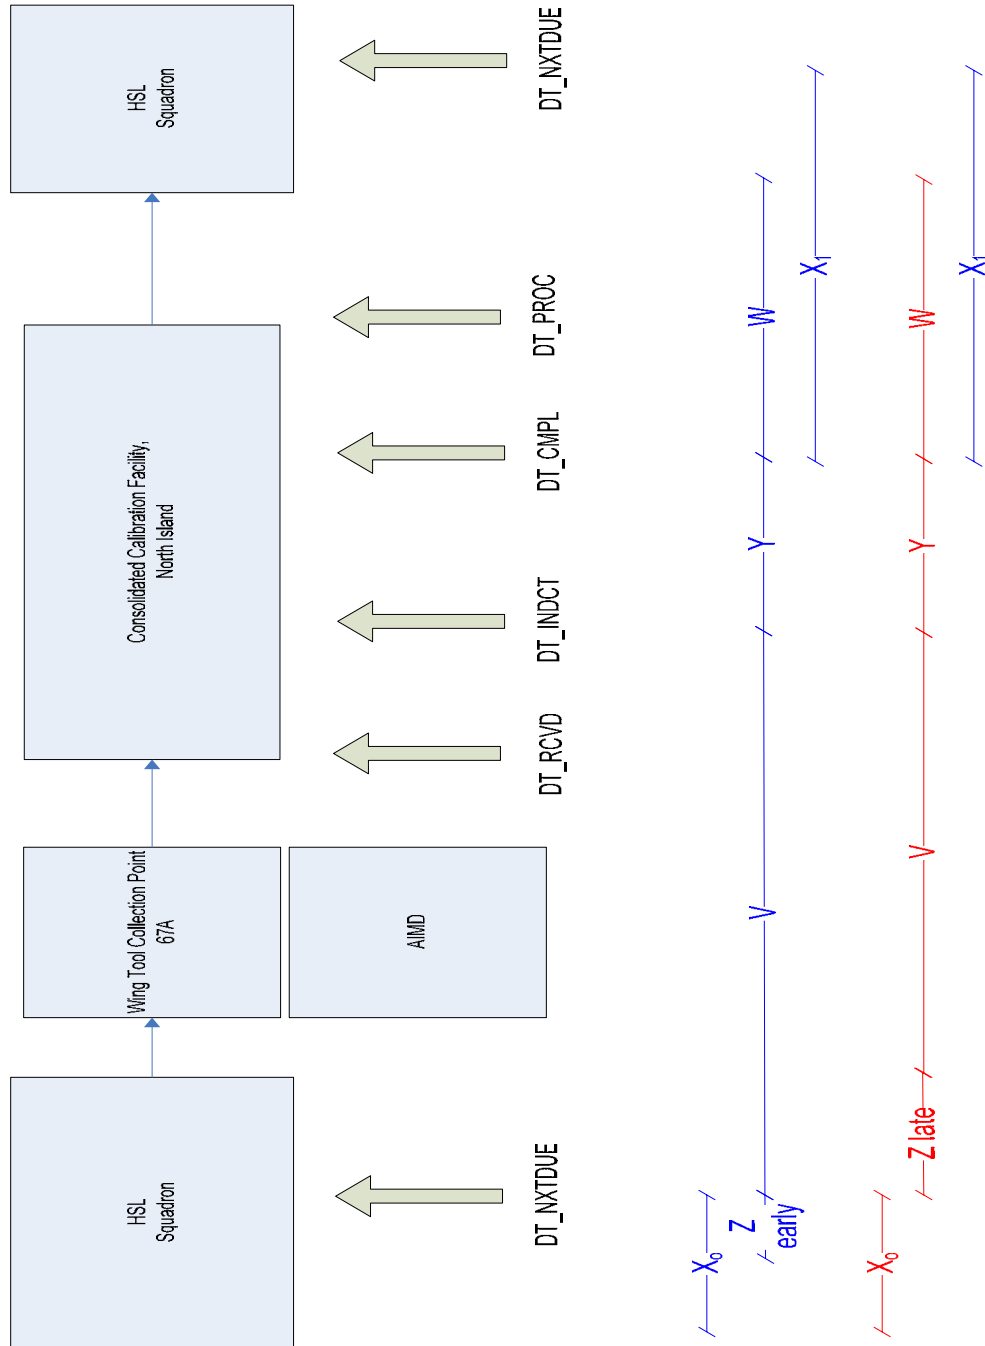 HSL
Squadron
Wing Tool Collection Point
67A
AIMD
Consolidated Calibration Facility,
North Island
HSL
Squadron
DT_NXTDUE
DT_RCVD
DT_INDCT
DT_CMPL
DT_PROC
DT_NXTDUE
X₀
Z
early
V
Y
W
X₁
X₀
Z late
V
Y
W
X₁